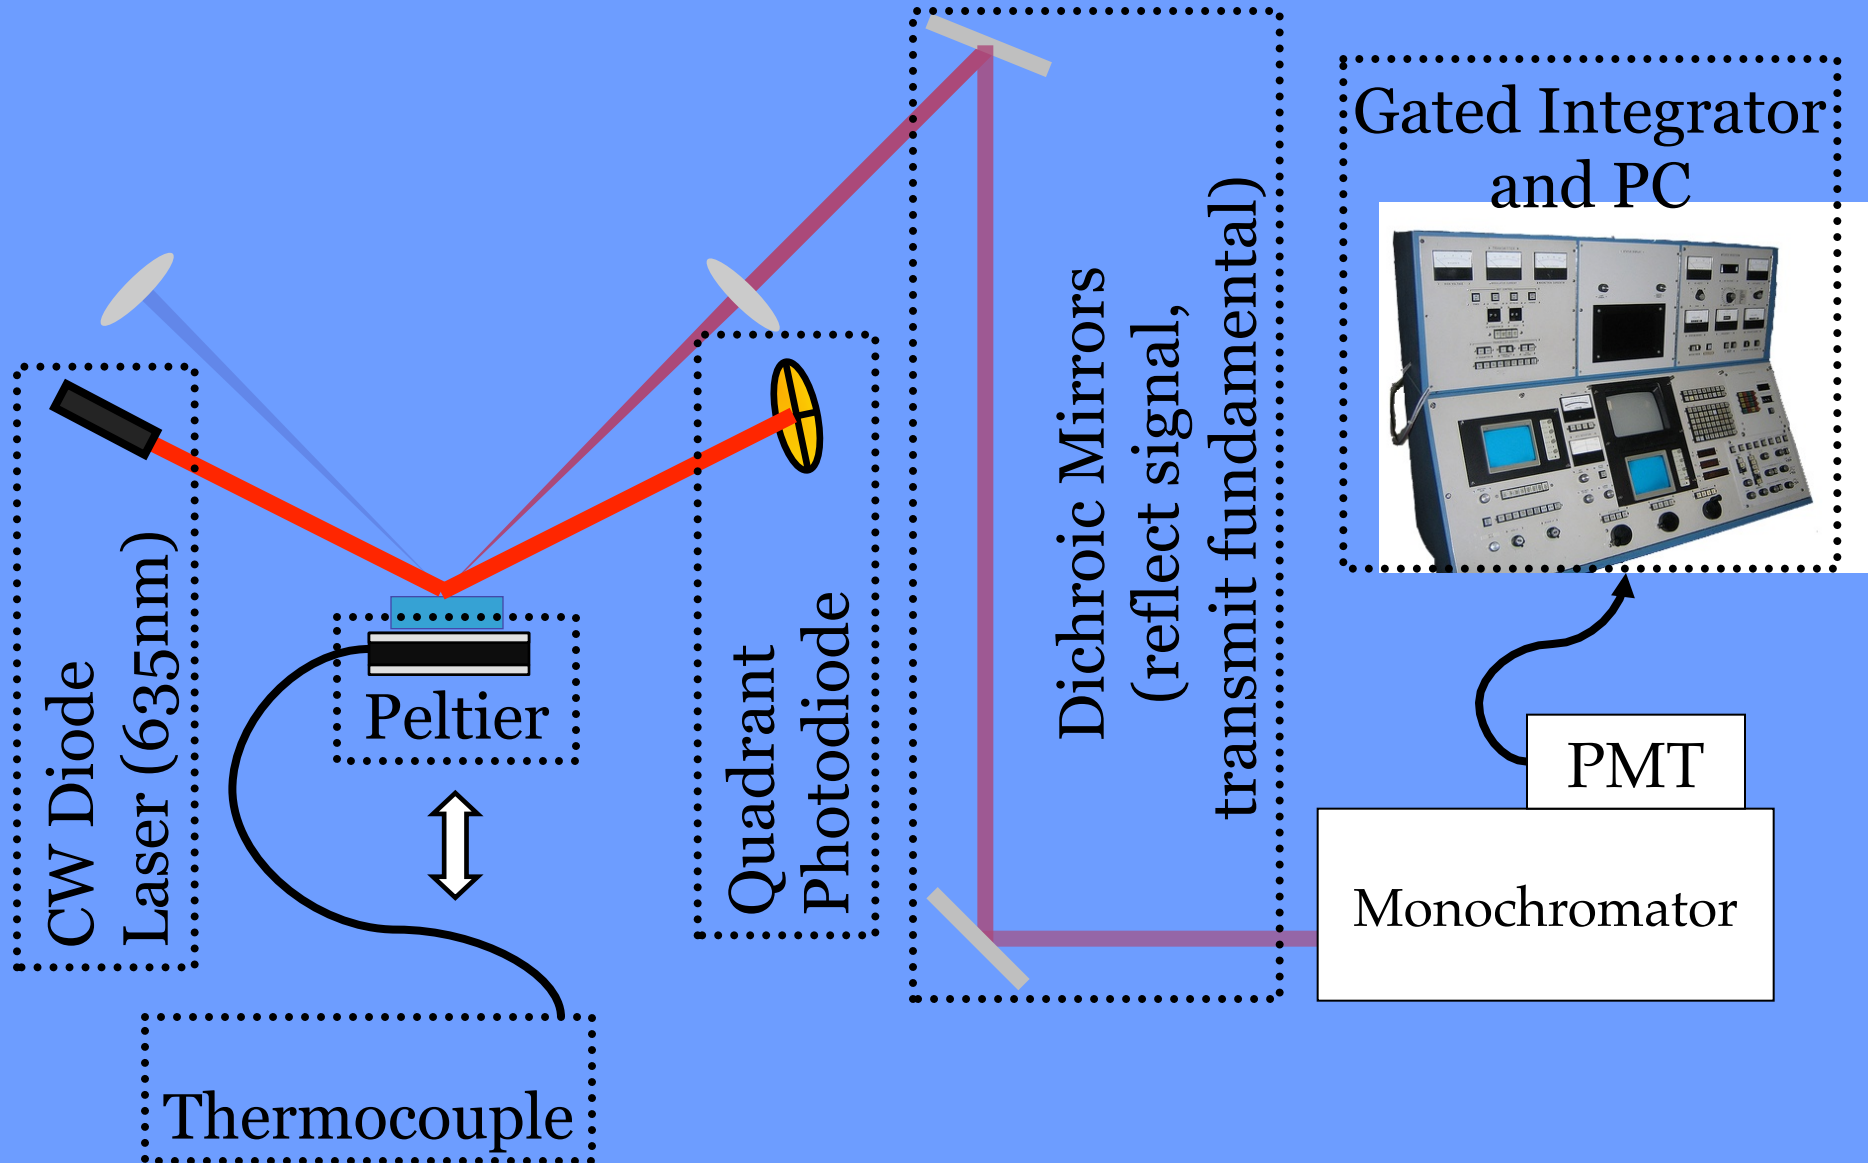 CW Diode
Laser (635nm)
Peltier
Thermocouple
Quadrant
Photodiode
Dichroic Mirrors
(reflect signal,
transmit fundamental)
Gated Integrator
and PC
PMT
Monochromator